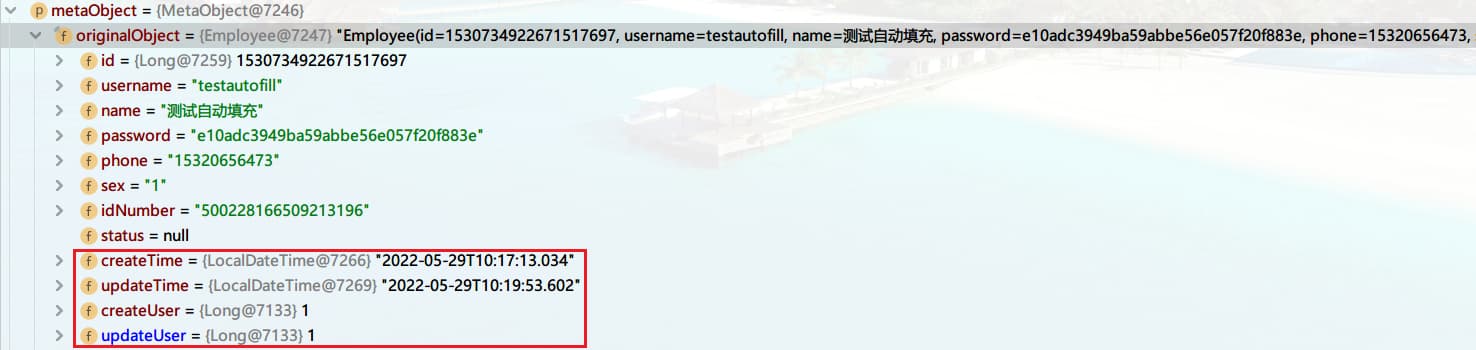 p metaObject = {MetaObject@7246}
f originalObject = {Employee@7247} "Employee(id=1530734922671517697, username=testautofill, name=测试自动填充, password=e10adc3949ba59abbe56e057f20f883e, phone=15320656473,
f id = {Long@7259} 1530734922671517697
f username = "testautofill"
f name = "测试自动填充"
f password = "e10adc3949ba59abbe56e057f20f883e"
f phone = "15320656473"
f sex = "1"
f idNumber = "500228166509213196"
f status = null
f createTime = {LocalDateTime@7266} "2022-05-29T10:17:13.034"
f updateTime = {LocalDateTime@7269} "2022-05-29T10:19:53.602"
f createUser = {Long@7133} 1
f updateUser = {Long@7133} 1